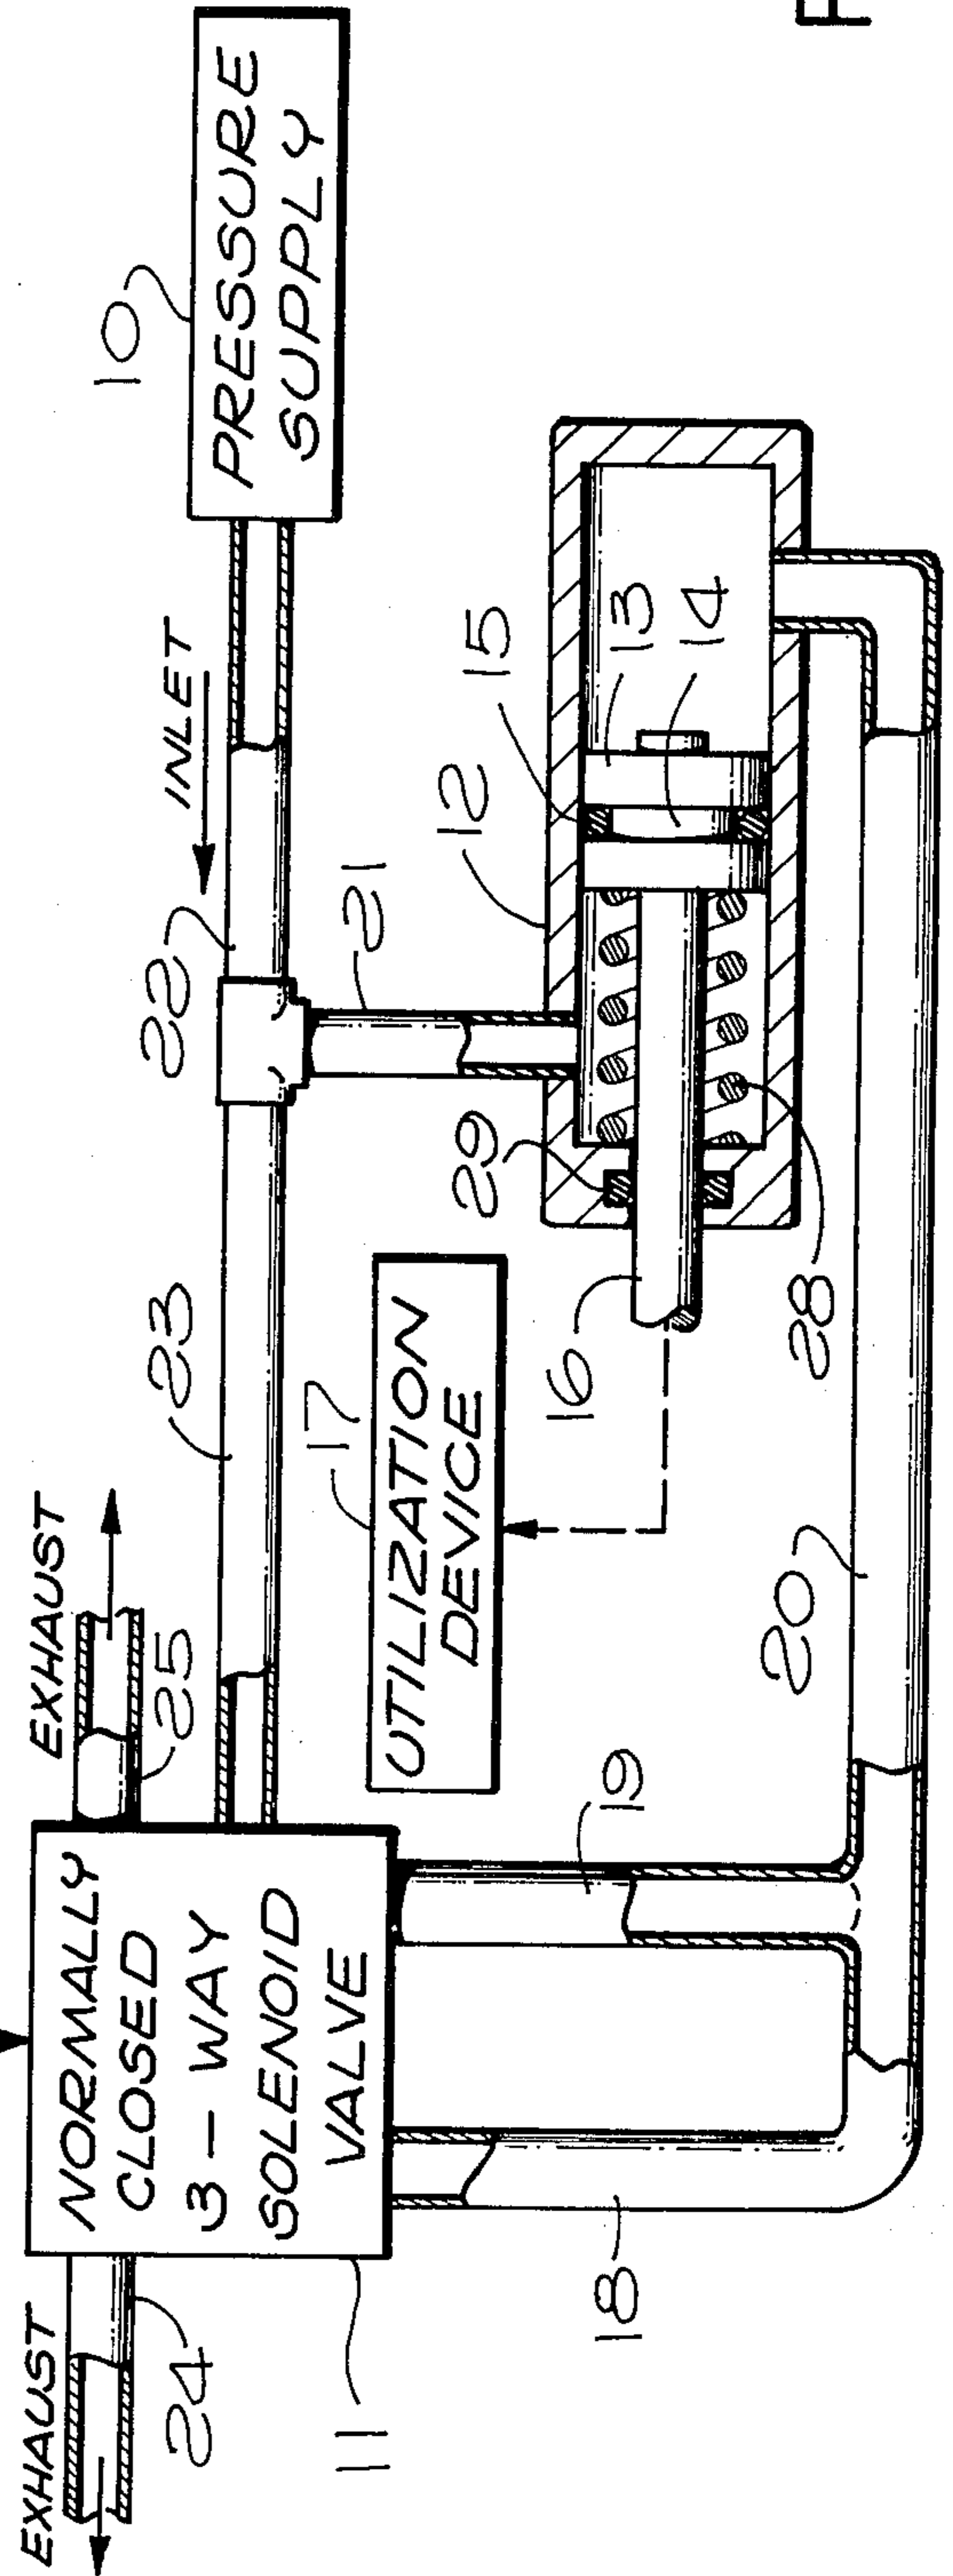 EXHAUST
24
11
NORMALLY
CLOSED
3-WAY
SOLENOID
VALVE
EXHAUST
25
23
22
INLET
10
PRESSURE
SUPPLY
21
17
UTILIZATION
DEVICE
29
12
15
16
13
14
28
18
19
20